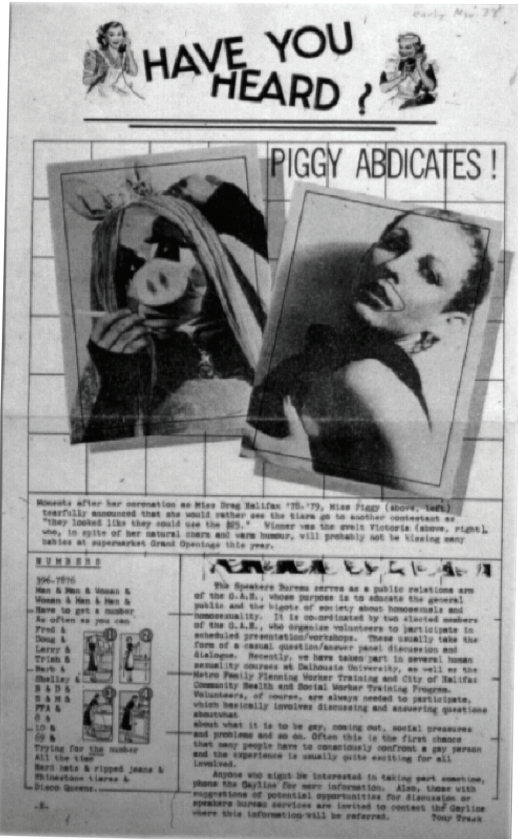 HAVE YOU
HEARD ?
PIGGY ABDICATES !
Moments after her coronation as Miss Drag Halifax '78-'79, Miss Piggy (above, left)
tearfully announced that she would rather see the tiara go to another contestant as
"they looked like they could use the $25." Winner was the svelt Victoria (above, right),
who, in spite of her natural charm and warm humour, will probably not be kissing many
babies at supermarket Grand Openings this year.
NUMBERS
Man & Man & Woman &
Woman & Man & Man &
Have to get a number
As often as you can
Fred &
Doug &
Larry &
Trish &
Barb &
Shelley &
B & D &
S & M &
FFA &
8 &
10 &
69 &
Trying for the number
All the time
Hard hats & ripped jeans &
Rhinestone tiaras &
Disco Queens.
1
2
3
The Speakers Bureau serves as a public relations arm
of the G.A.E., whose purpose is to educate the general
public and the bigots of society about homosexuals and
homosexuality. It is co-ordinated by two elected members
of the G.A.E., who organize volunteers to participate in
scheduled presentation/workshops. These usually take the
form of a casual question/answer panel discussion and
dialogue. Recently, we have taken part in several human
sexuality courses at Dalhousie University, as well as the
Metro Family Planning Worker Training and City of Halifax
Community Health and Social Worker Training Program.
Volunteers, of course, are always needed to participate,
which basically involves discussing and answering questions
aboutwhat
about what it is to be gay, coming out, social pressures
and problems and so on. Often this is the first chance
that many people have to consciously confront a gay person
and the experience is usually quite exciting for all
involved.
Anyone who might be interested in taking part sometime,
phone the Gayline for more information. Also, those with
suggestions of potential opportunities for discussion or
speakers bureau services are invited to contact the Gayline
where this information will be referred. Tony Trask